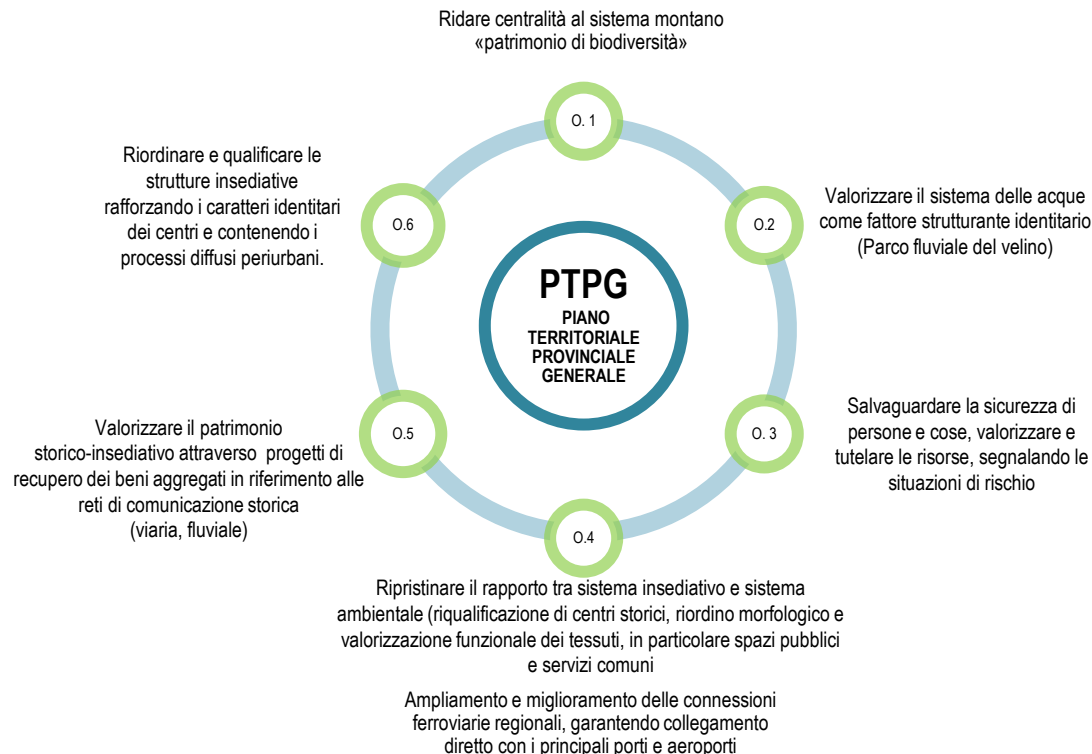 Ridare centralità al sistema montano
«patrimonio di biodiversità»
O. 1
Riordinare e qualificare le
strutture insediative
rafforzando i caratteri identitari
dei centri e contenendo i
processi diffusi periurbani.
O.6
O.2
Valorizzare il sistema delle acque
come fattore strutturante identitario
(Parco fluviale del velino)
PTPG
PIANO
TERRITORIALE
PROVINCIALE
GENERALE
Valorizzare il patrimonio
storico-insediativo attraverso progetti di
recupero dei beni aggregati in riferimento alle
reti di comunicazione storica
(viaria, fluviale)
O.5
O. 3
Salvaguardare la sicurezza di
persone e cose, valorizzare e
tutelare le risorse, segnalando le
situazioni di rischio
O.4
Ripristinare il rapporto tra sistema insediativo e sistema
ambientale (riqualificazione di centri storici, riordino morfologico e
valorizzazione funzionale dei tessuti, in particolare spazi pubblici
e servizi comuni
Ampliamento e miglioramento delle connessioni
ferroviarie regionali, garantendo collegamento
diretto con i principali porti e aeroporti